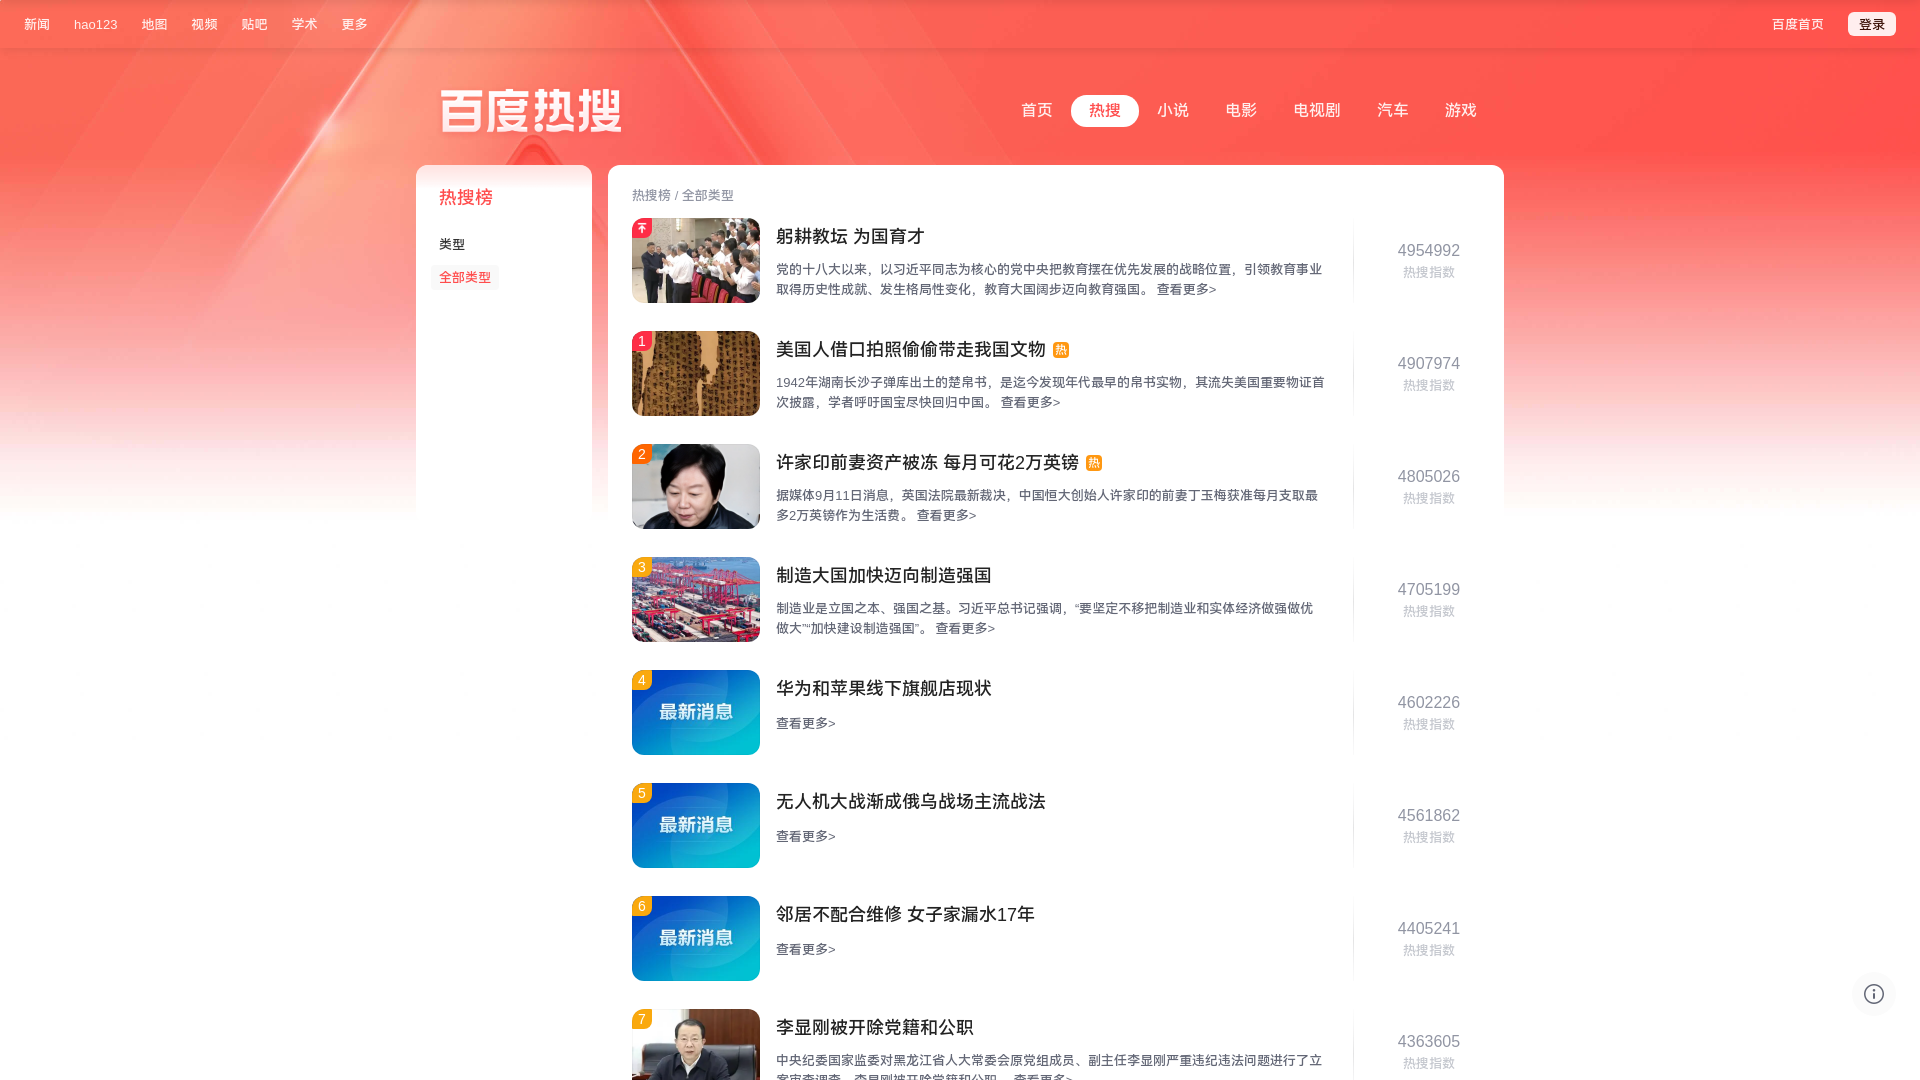 新闻 hao123 地图 视频 贴吧 学术 更多 百度首页 登录
百度热搜
首页 热搜 小说 电影 电视剧 汽车 游戏
热搜榜
类型
全部类型
热搜榜 / 全部类型
躬耕教坛 为国育才
党的十八大以来，以习近平同志为核心的党中央把教育摆在优先发展的战略位置，引领教育事业
取得历史性成就、发生格局性变化，教育大国阔步迈向教育强国。 查看更多>
4954992
热搜指数
1
美国人借口拍照偷偷带走我国文物 热
1942年湖南长沙子弹库出土的楚帛书，是迄今发现年代最早的帛书实物，其流失美国重要物证首
次披露，学者呼吁国宝尽快回归中国。 查看更多>
4907974
热搜指数
2
许家印前妻资产被冻 每月可花2万英镑 热
据媒体9月11日消息，英国法院最新裁决，中国恒大创始人许家印的前妻丁玉梅获准每月支取最
多2万英镑作为生活费。 查看更多>
4805026
热搜指数
3
制造大国加快迈向制造强国
制造业是立国之本、强国之基。习近平总书记强调，“要坚定不移把制造业和实体经济做强做优
做大”“加快建设制造强国”。 查看更多>
4705199
热搜指数
4
最新消息
华为和苹果线下旗舰店现状
查看更多>
4602226
热搜指数
5
最新消息
无人机大战渐成俄乌战场主流战法
查看更多>
4561862
热搜指数
6
最新消息
邻居不配合维修 女子家漏水17年
查看更多>
4405241
热搜指数
7
李显刚被开除党籍和公职
中央纪委国家监委对黑龙江省人大常委会原党组成员、副主任李显刚严重违纪违法问题进行了立
案审查调查。李显刚被开除党籍和公职。 查看更多>
4363605
热搜指数